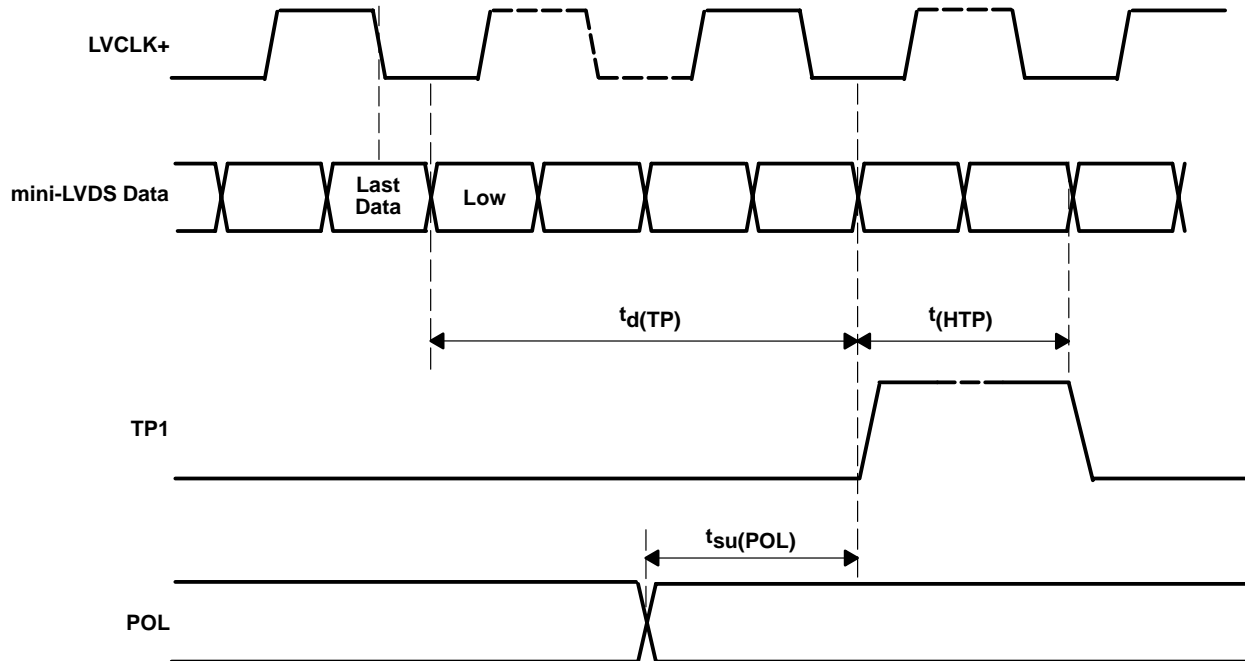 LVCLK+
mini-LVDS Data
Last
Data
Low
td(TP)
t(HTP)
TP1
tsu(POL)
POL